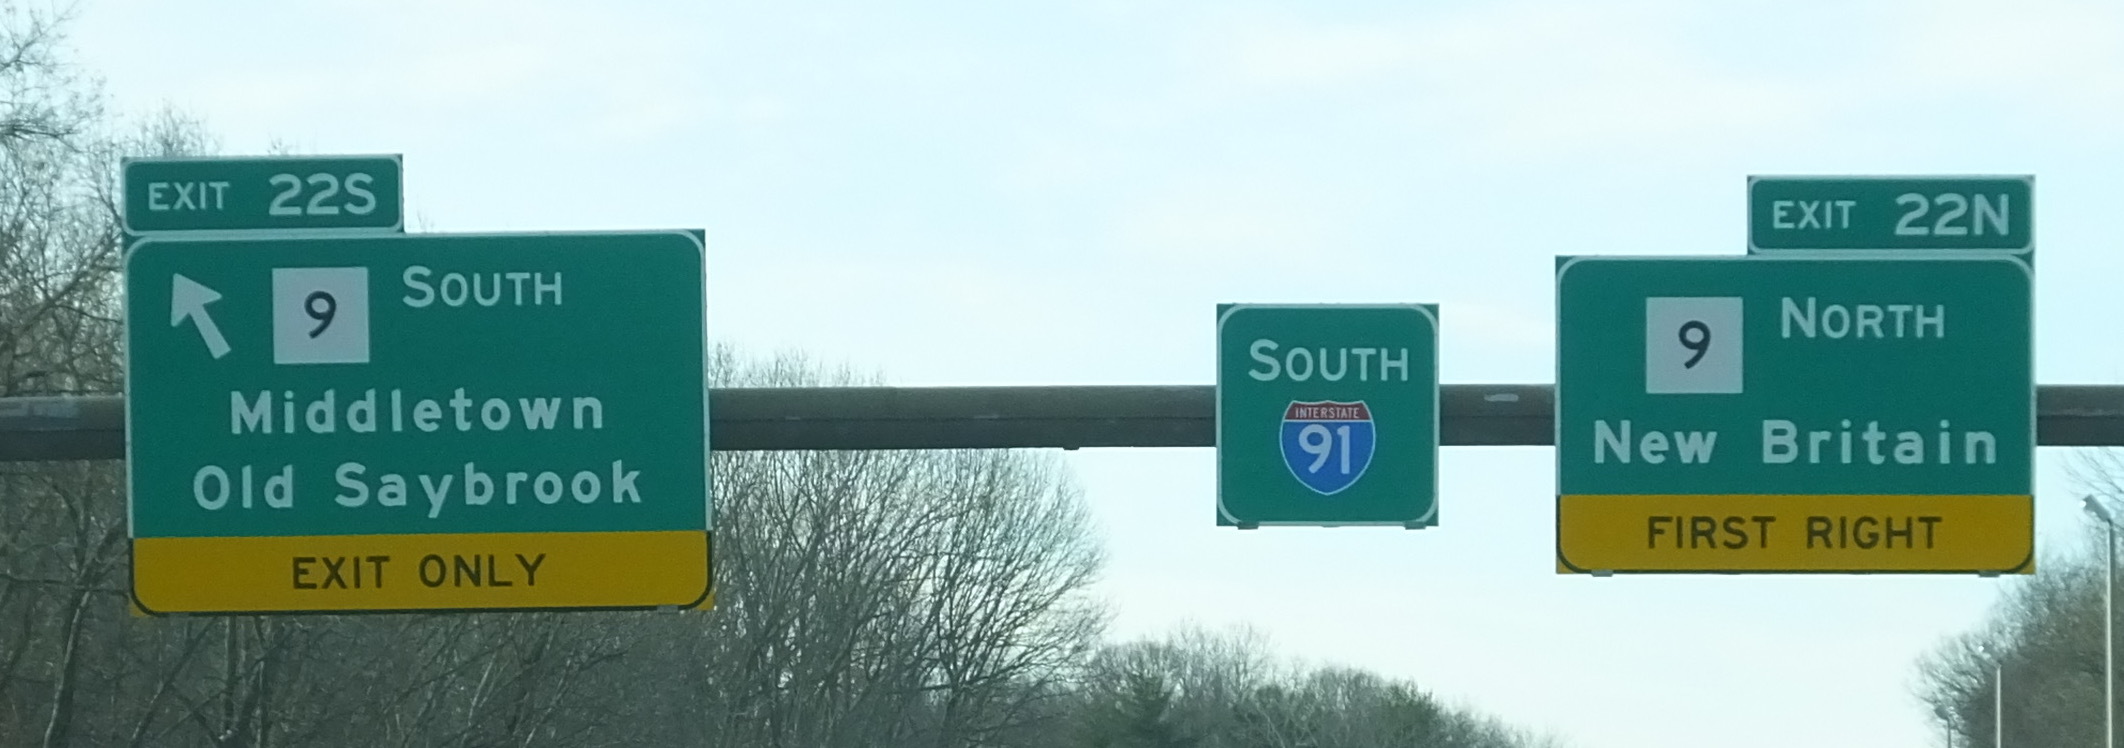 EXIT 22S
9 SOUTH
Middletown
Old Saybrook
EXIT ONLY
SOUTH
INTERSTATE
91
EXIT 22N
9 NORTH
New Britain
FIRST RIGHT